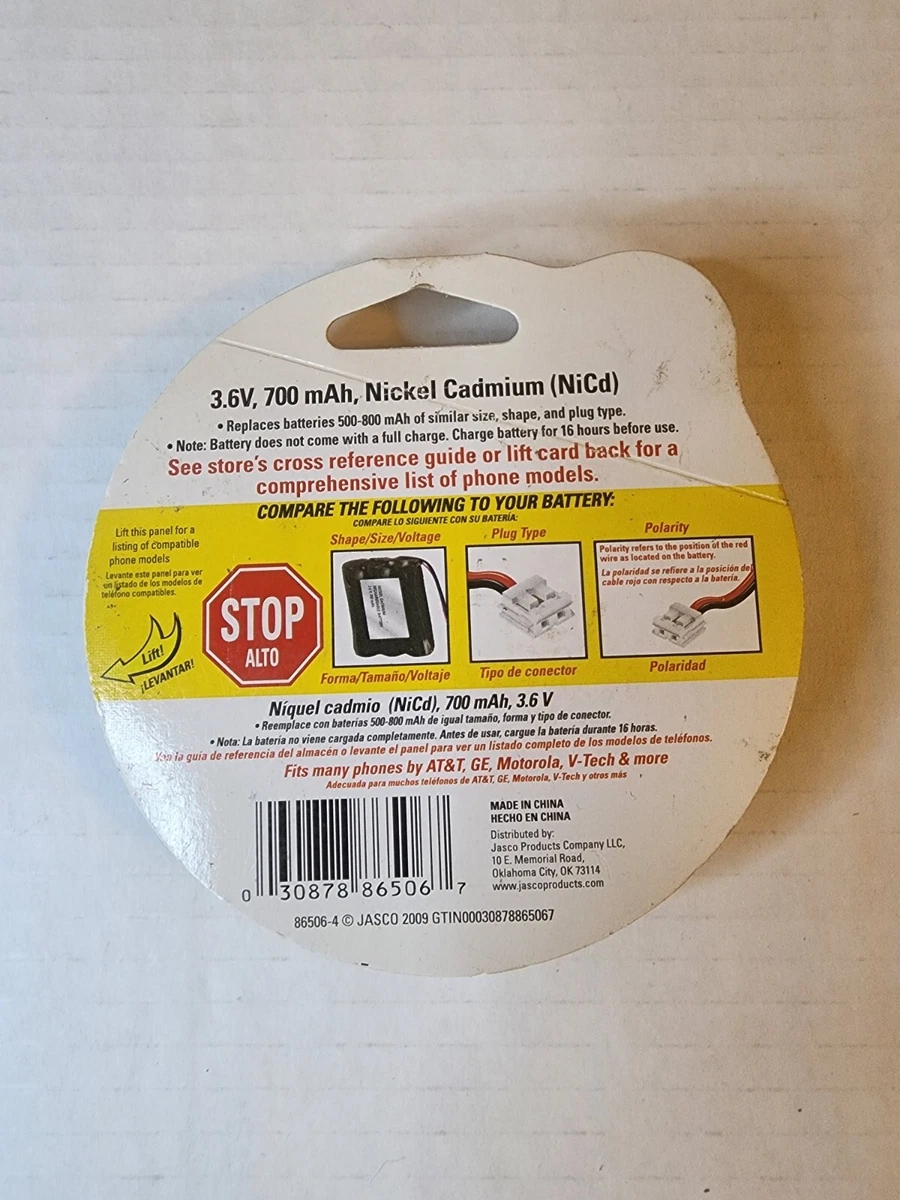 3.6V, 700 mAh, Nickel Cadmium (NiCd)
• Replaces batteries 500-800 mAh of similar size, shape, and plug type.
• Note: Battery does not come with a full charge. Charge battery for 16 hours before use.
See store's cross reference guide or lift card back for a
comprehensive list of phone models.
COMPARE THE FOLLOWING TO YOUR BATTERY:
COMPARE LO SIGUIENTE CON SU BATERÍA:
Lift this panel for a
listing of compatible
phone models
Levante este panel para ver
un listado de los modelos de
teléfono compatibles.
Lift!
¡LEVANTAR!
STOP
ALTO
Shape/Size/Voltage
Forma/Tamaño/Voltaje
Plug Type
Tipo de conector
Polarity
Polarity refers to the position of the red
wire as located on the battery.
La polaridad se refiere a la posición del
cable rojo con respecto a la batería.
Polaridad
Níquel cadmio (NiCd), 700 mAh, 3.6 V
• Reemplace con baterías 500-800 mAh de igual tamaño, forma y tipo de conector.
• Nota: La batería no viene cargada completamente. Antes de usar, cargue la batería durante 16 horas.
la guía de referencia del almacén o levante el panel para ver un listado completo de los modelos de teléfonos.
Fits many phones by AT&T, GE, Motorola, V-Tech & more
Adecuada para muchos teléfonos de AT&T, GE, Motorola, V-Tech y otros más
0 30878 86506 7
MADE IN CHINA
HECHO EN CHINA
Distributed by:
Jasco Products Company LLC,
10 E. Memorial Road,
Oklahoma City, OK 73114
www.jascoproducts.com
86506-4 © JASCO 2009 GTIN00030878865067